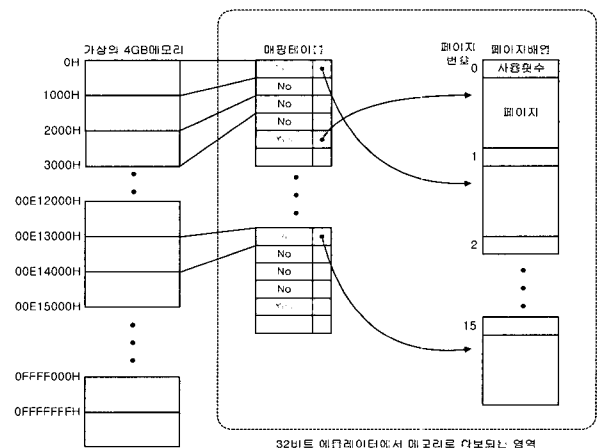 가상의 4GB메모리
매핑테이블
페이지 번호
페이지배열
0H
1000H
2000H
3000H
00E12000H
00E13000H
00E14000H
00E15000H
0FFFF000H
0FFFFFFFH
No
No
No
No
No
No
0
사용횟수
페이지
1
2
15
32비트 에뮬레이터에서 메모리로 확보되는 영역